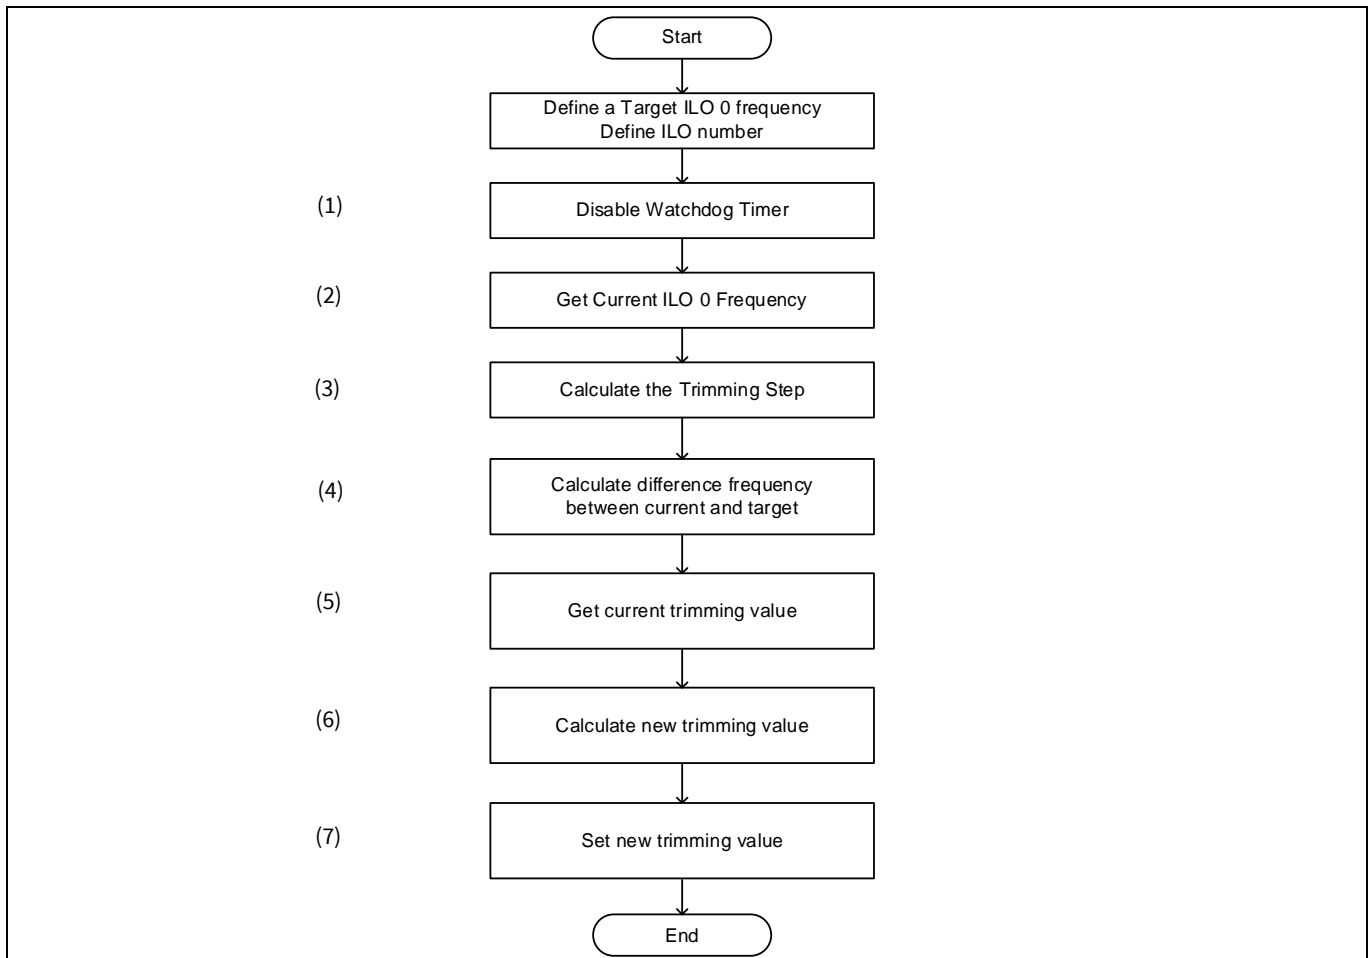 Start
Define a Target ILO 0 frequency
Define ILO number
(1)
Disable Watchdog Timer
(2)
Get Current ILO 0 Frequency
(3)
Calculate the Trimming Step
(4)
Calculate difference frequency
between current and target
(5)
Get current trimming value
(6)
Calculate new trimming value
(7)
Set new trimming value
End